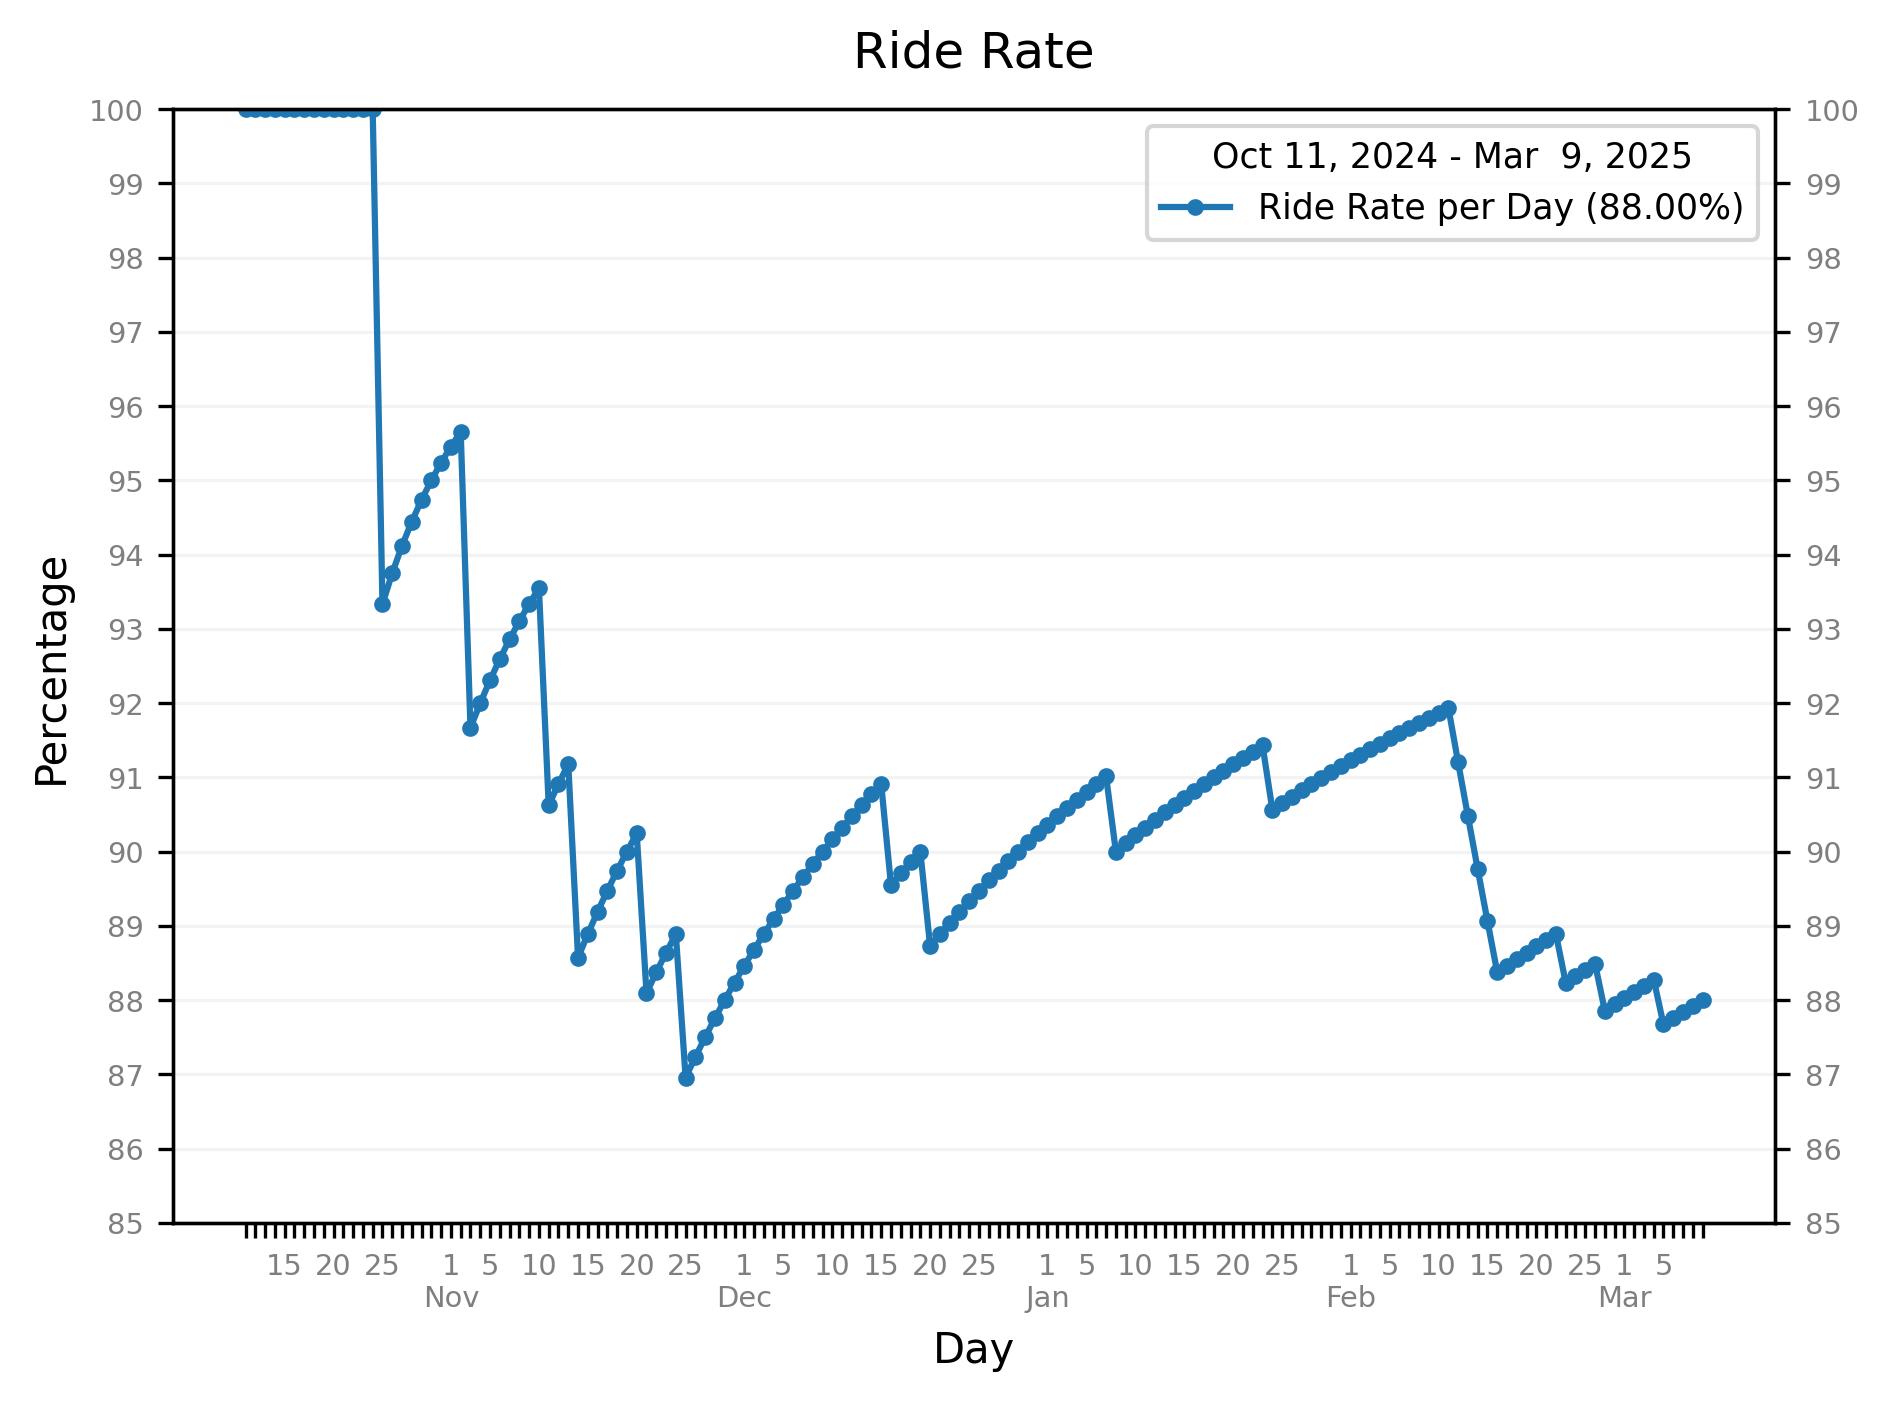 Ride Rate
Oct 11, 2024 - Mar  9, 2025
Ride Rate per Day (88.00%)
Percentage
100 100
99 99
98 98
97 97
96 96
95 95
94 94
93 93
92 92
91 91
90 90
89 89
88 88
87 87
86 86
85 85
15 20 25 1 5 10 15 20 25 1 5 10 15 20 25 1 5 10 15 20 25 1 5 10 15 20 25 1 5
Nov Dec Jan Feb Mar
Day